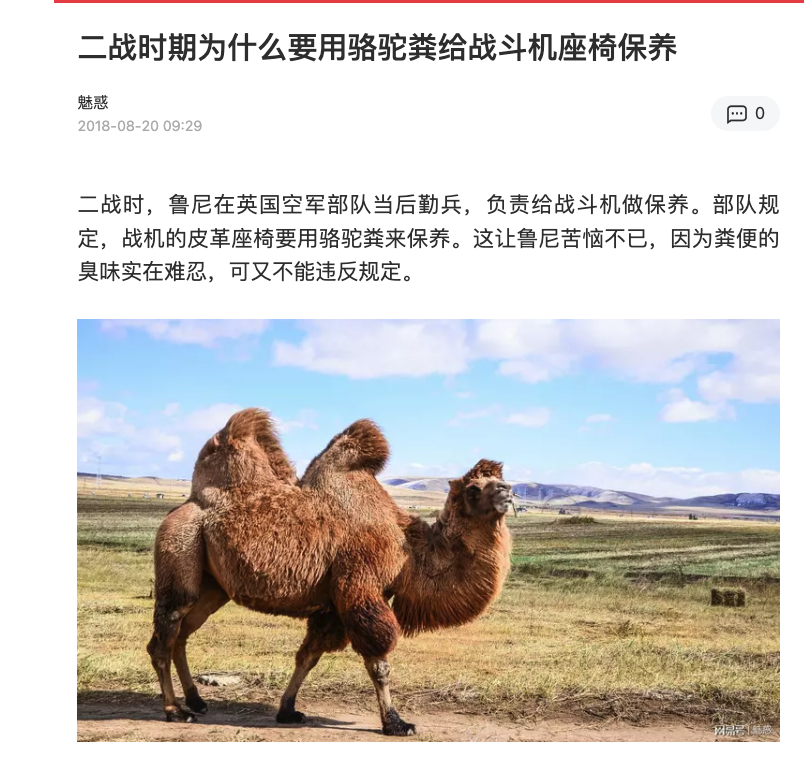 二战时期为什么要用骆驼粪给战斗机座椅保养
魅惑
2018-08-20 09:29
0
二战时，鲁尼在英国空军部队当后勤兵，负责给战斗机做保养。部队规
定，战机的皮革座椅要用骆驼粪来保养。这让鲁尼苦恼不已，因为粪便的
臭味实在难忍，可又不能违反规定。
网易号 | 魅惑